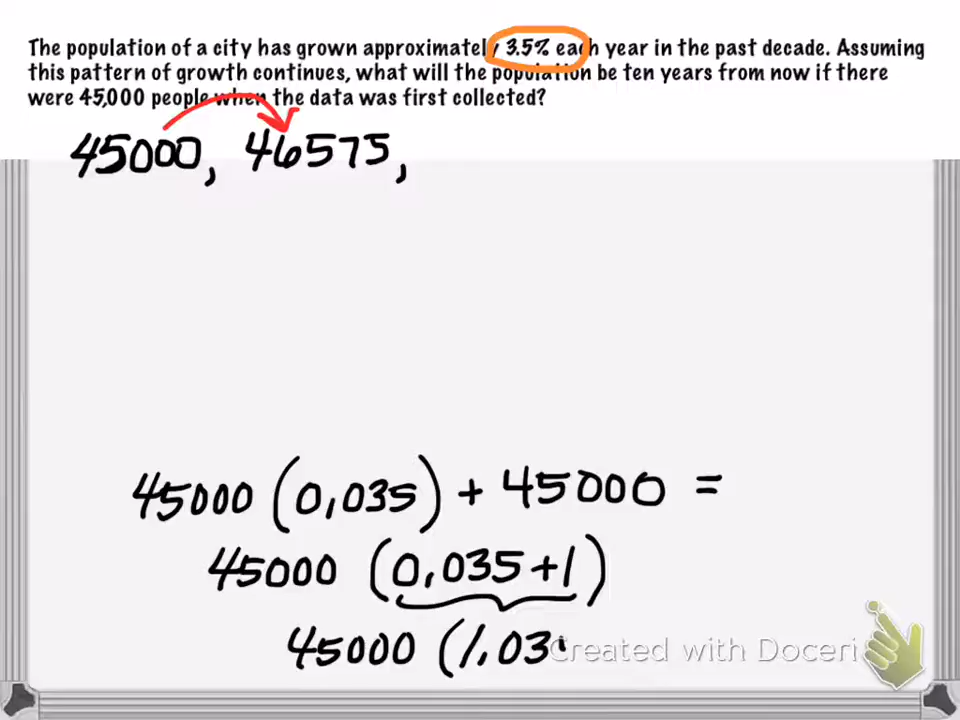 The population of a city has grown approximately 3.5% each year in the past decade. Assuming
this pattern of growth continues, what will the population be ten years from now if there
were 45,000 people when the data was first collected?
45000, 46575,
45000 (0.035) + 45000 =
45000 (0.035+1)
45000 (1.03
Created with Doceri